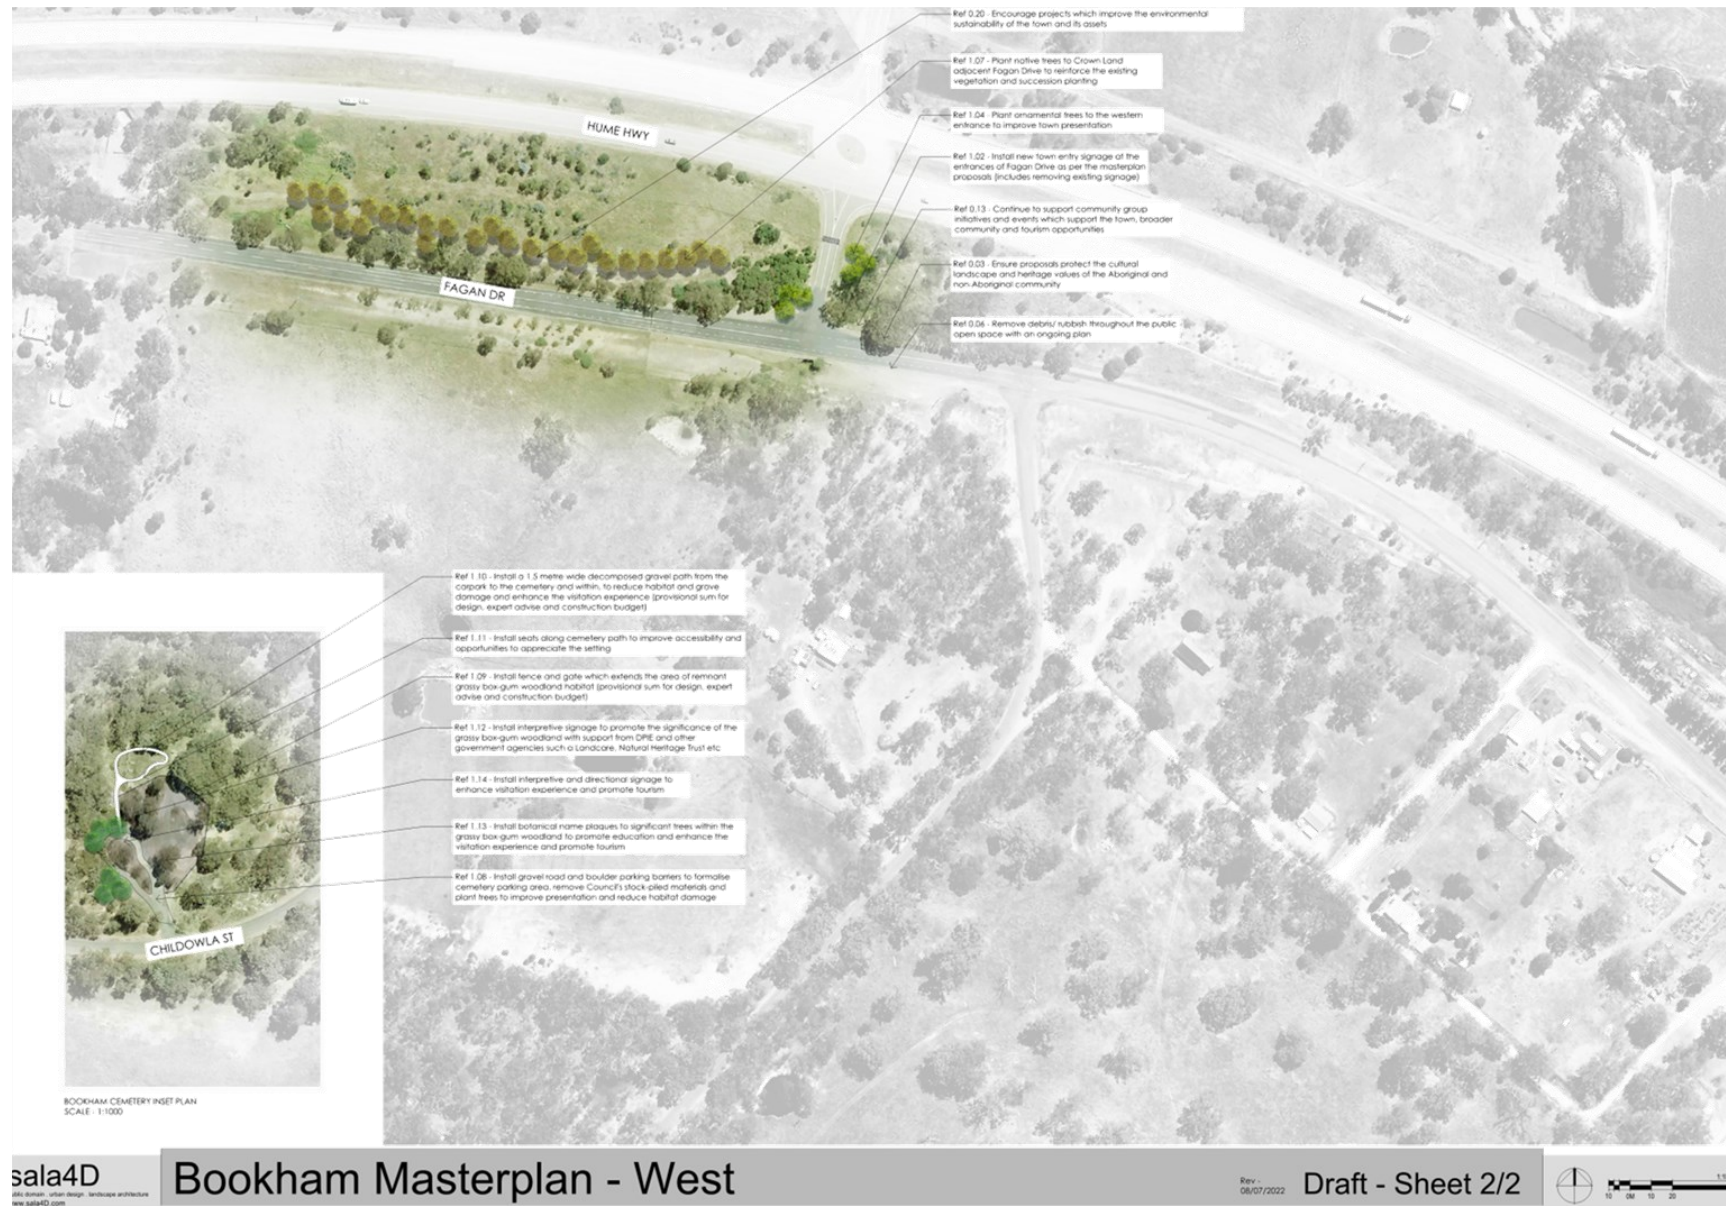 Ref 0.20 - Encourage projects which improve the environmental
sustainability of the town and its assets
Ref 1.07 - Plant native trees to Crown Land
adjacent Fagan Drive to reinforce the existing
vegetation and succession planting
Ref 1.04 - Plant ornamental trees to the western
entrance to improve town presentation
Ref 1.02 - Install new town entry signage at the
entrances of Fagan Drive as per the masterplan
proposals (includes removing existing signage)
Ref 0.13 - Continue to support community group
initiatives and events which support the town, broader
community and tourism opportunities
Ref 0.03 - Ensure proposals protect the cultural
landscape and heritage values of the Aboriginal and
non-Aboriginal community
Ref 0.06 - Remove debris/ rubbish throughout the public
open space with an ongoing plan
HUME HWY
FAGAN DR
Ref 1.10 - Install a 1.5 metre wide decomposed gravel path from the
carpark to the cemetery and within, to reduce habitat and grave
damage and enhance the visitation experience (provisional sum for
design, expert advise and construction budget)
Ref 1.11 - Install seats along cemetery path to improve accessibility and
opportunities to appreciate the setting
Ref 1.09 - Install fence and gate which extends the area of remnant
grassy box-gum woodland habitat (provisional sum for design, expert
advise and construction budget)
Ref 1.12 - Install interpretive signage to promote the significance of the
grassy box-gum woodland with support from DPIE and other
government agencies such a Landcare, Natural Heritage Trust etc
Ref 1.14 - Install interpretive and directional signage to
enhance visitation experience and promote tourism
Ref 1.13 - Install botanical name plaques to significant trees within the
grassy box-gum woodland to promote education and enhance the
visitation experience and promote tourism
Ref 1.08 - Install gravel road and boulder parking barriers to formalise
cemetery parking area, remove Council's stock-piled materials and
plant trees to improve presentation and reduce habitat damage
CHILDOWLA ST
BOOKHAM CEMETERY INSET PLAN
SCALE - 1:1000
sala4D
public domain . urban design . landscape architecture
www.sala4D.com
Bookham Masterplan - West
Rev -
08/07/2022
Draft - Sheet 2/2
10 0M 10 20